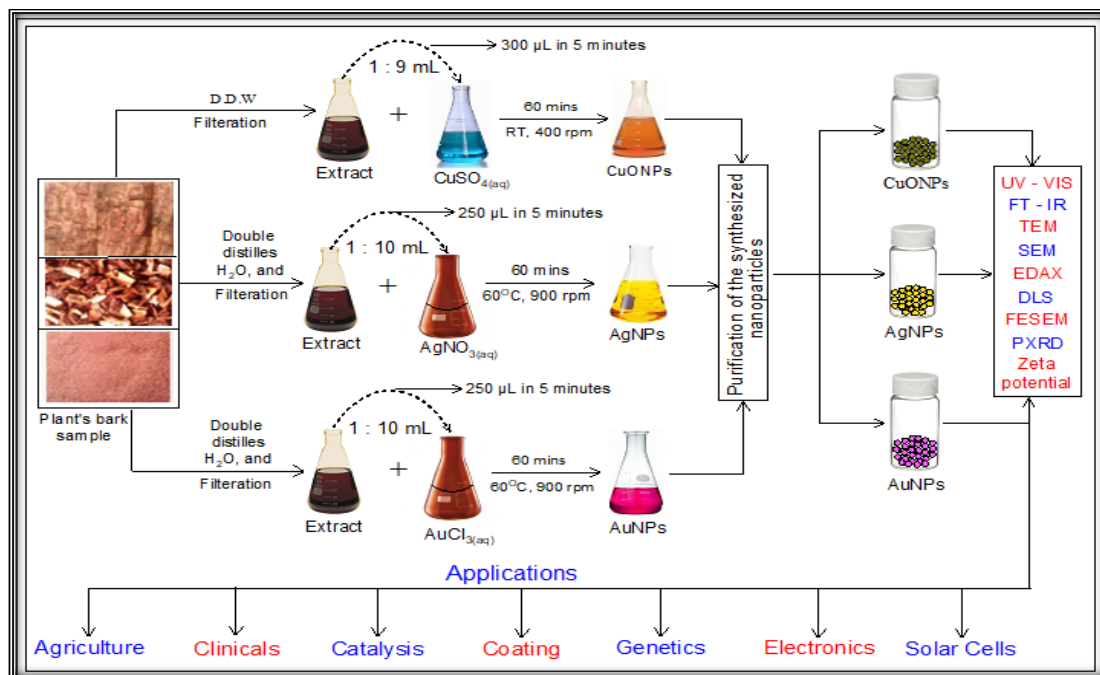 300 µL in 5 minutes
1 : 9 mL
D.D.W
Filteration
+
60 mins
RT, 400 rpm
Extract
CuSO4(aq)
CuONPs
250 µL in 5 minutes
Double
distilles
H2O, and
Filteration
1 : 10 mL
+
60 mins
60OC, 900 rpm
Extract
AgNO3(aq)
AgNPs
250 µL in 5 minutes
Double
distilles
H2O, and
Filteration
1 : 10 mL
+
60 mins
60OC, 900 rpm
Extract
AuCl3(aq)
AuNPs
Plant's bark
sample
Purification of the synthesized
nanoparticles
CuONPs
AgNPs
AuNPs
UV - VIS
FT - IR
TEM
SEM
EDAX
DLS
FESEM
PXRD
Zeta
potential
Applications
Agriculture
Clinicals
Catalysis
Coating
Genetics
Electronics
Solar Cells